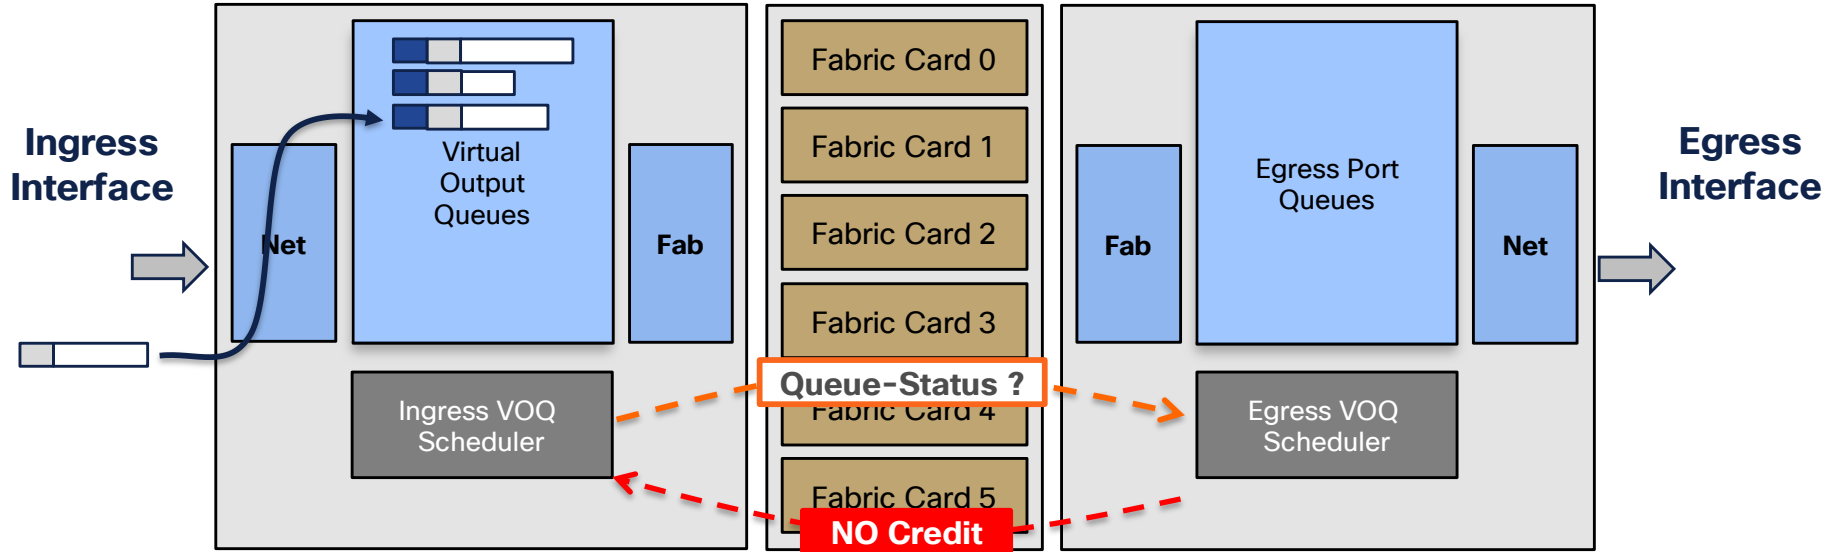 Ingress
Interface
Net
Virtual
Output
Queues
Fab
Ingress VOQ
Scheduler
Fabric Card 0
Fabric Card 1
Fabric Card 2
Fabric Card 3
Queue-Status ?
Fabric Card 4
Fabric Card 5
NO Credit
Fab
Egress Port
Queues
Net
Egress VOQ
Scheduler
Egress
Interface